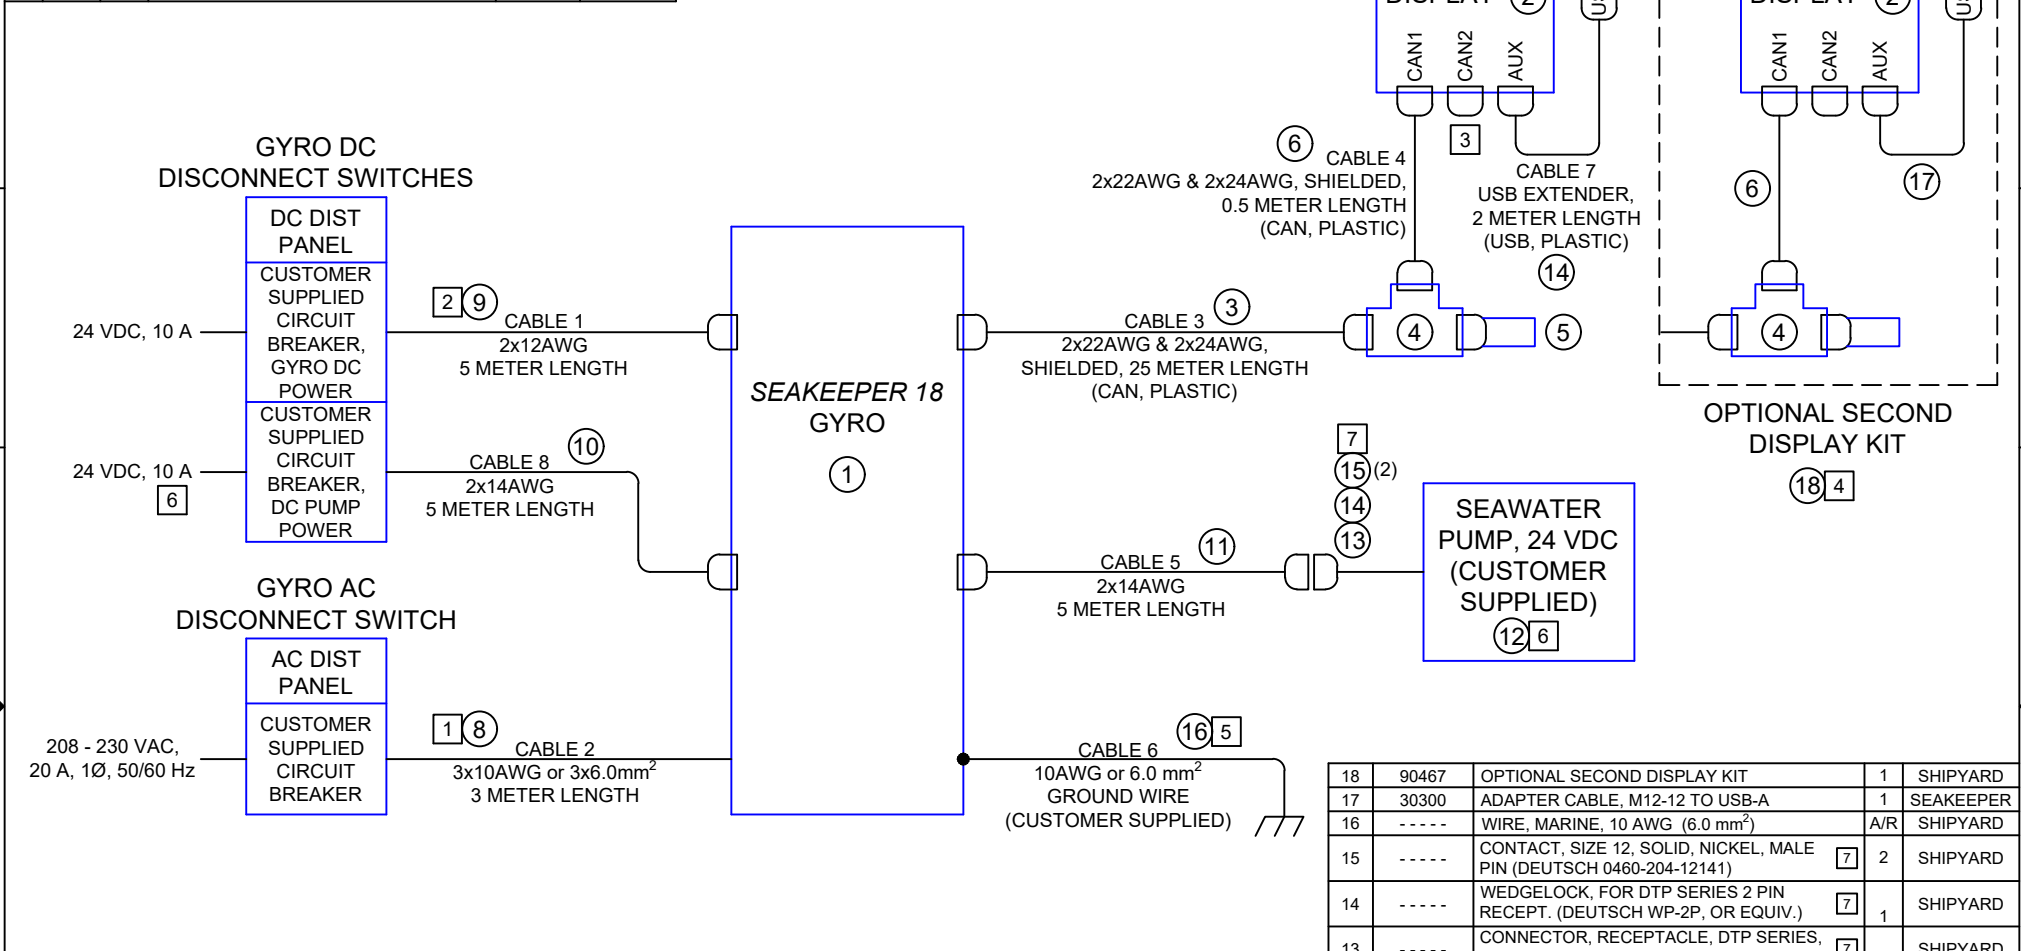 DISPLAY 2
CAN1
CAN2
AUX
3
6
CABLE 4
2x22AWG & 2x24AWG, SHIELDED,
0.5 METER LENGTH
(CAN, PLASTIC)
CABLE 7
USB EXTENDER,
2 METER LENGTH
(USB, PLASTIC)
14
DISPLAY 2
CAN1
CAN2
AUX
6
17
4
OPTIONAL SECOND
DISPLAY KIT
18 4
GYRO DC
DISCONNECT SWITCHES
DC DIST
PANEL
CUSTOMER
SUPPLIED
CIRCUIT
BREAKER,
GYRO DC
POWER
24 VDC, 10 A
2 9
CABLE 1
2x12AWG
5 METER LENGTH
CUSTOMER
SUPPLIED
CIRCUIT
BREAKER,
DC PUMP
POWER
24 VDC, 10 A
6
10
CABLE 8
2x14AWG
5 METER LENGTH
GYRO AC
DISCONNECT SWITCH
AC DIST
PANEL
CUSTOMER
SUPPLIED
CIRCUIT
BREAKER
208 - 230 VAC,
20 A, 1Ø, 50/60 Hz
1 8
CABLE 2
3x10AWG or 3x6.0mm²
3 METER LENGTH
SEAKEEPER 18
GYRO
1
3
CABLE 3
2x22AWG & 2x24AWG,
SHIELDED, 25 METER LENGTH
(CAN, PLASTIC)
4
5
7
15 (2)
14
13
11
CABLE 5
2x14AWG
5 METER LENGTH
SEAWATER
PUMP, 24 VDC
(CUSTOMER
SUPPLIED)
12 6
16 5
CABLE 6
10AWG or 6.0 mm²
GROUND WIRE
(CUSTOMER SUPPLIED)
18 90467 OPTIONAL SECOND DISPLAY KIT 1 SHIPYARD
17 30300 ADAPTER CABLE, M12-12 TO USB-A 1 SEAKEEPER
16 ----- WIRE, MARINE, 10 AWG (6.0 mm²) A/R SHIPYARD
15 ----- CONTACT, SIZE 12, SOLID, NICKEL, MALE
PIN (DEUTSCH 0460-204-12141) 7 2 SHIPYARD
14 ----- WEDGELOCK, FOR DTP SERIES 2 PIN
RECEPT. (DEUTSCH WP-2P, OR EQUIV.) 7 1 SHIPYARD
13 ----- CONNECTOR, RECEPTACLE, DTP SERIES, 7 SHIPYARD